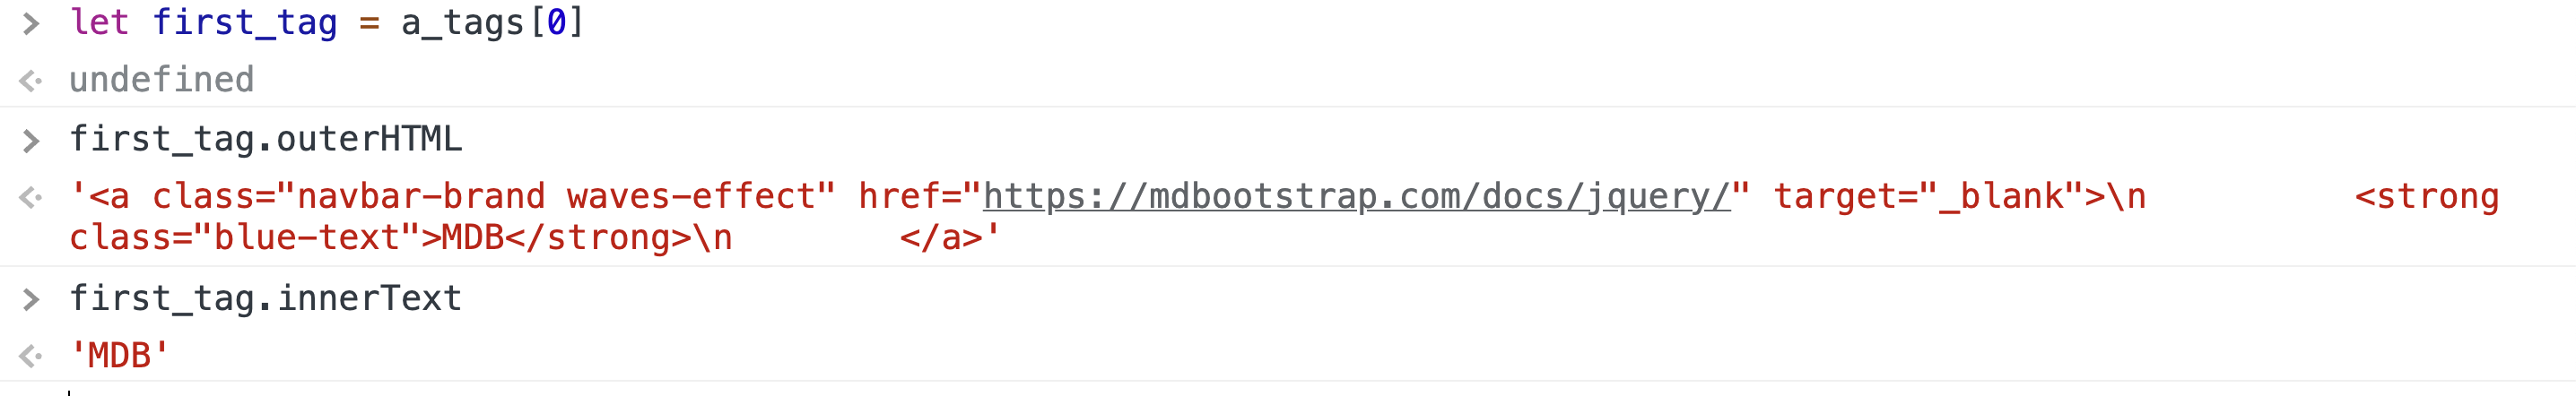 > let first_tag = a_tags[0]
<· undefined
> first_tag.outerHTML
<· '<a class="navbar-brand waves-effect" href="https://mdbootstrap.com/docs/jquery/" target="_blank">\n          <strong
class="blue-text">MDB</strong>\n        </a>'
> first_tag.innerText
<· 'MDB'